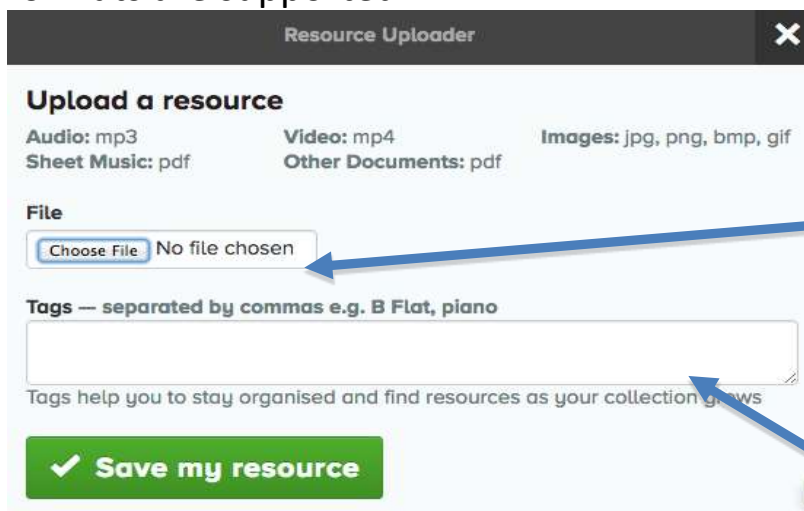 Resource Uploader
Upload a resource
Audio: mp3 Video: mp4 Images: jpg, png, bmp, gif
Sheet Music: pdf Other Documents: pdf
File
Choose File No file chosen
Tags — separated by commas e.g. B Flat, piano
Tags help you to stay organised and find resources as your collection grows
✔ Save my resource